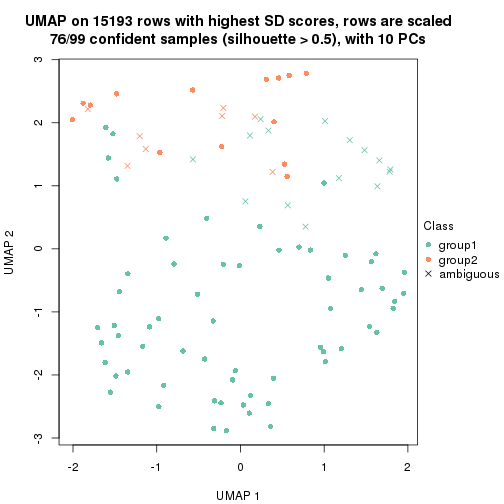 UMAP on 15193 rows with highest SD scores, rows are scaled
76/99 confident samples (silhouette > 0.5), with 10 PCs
3
2
1
0
-1
-2
-3
UMAP 2
-2
-1
0
1
2
UMAP 1
Class
group1
group2
ambiguous